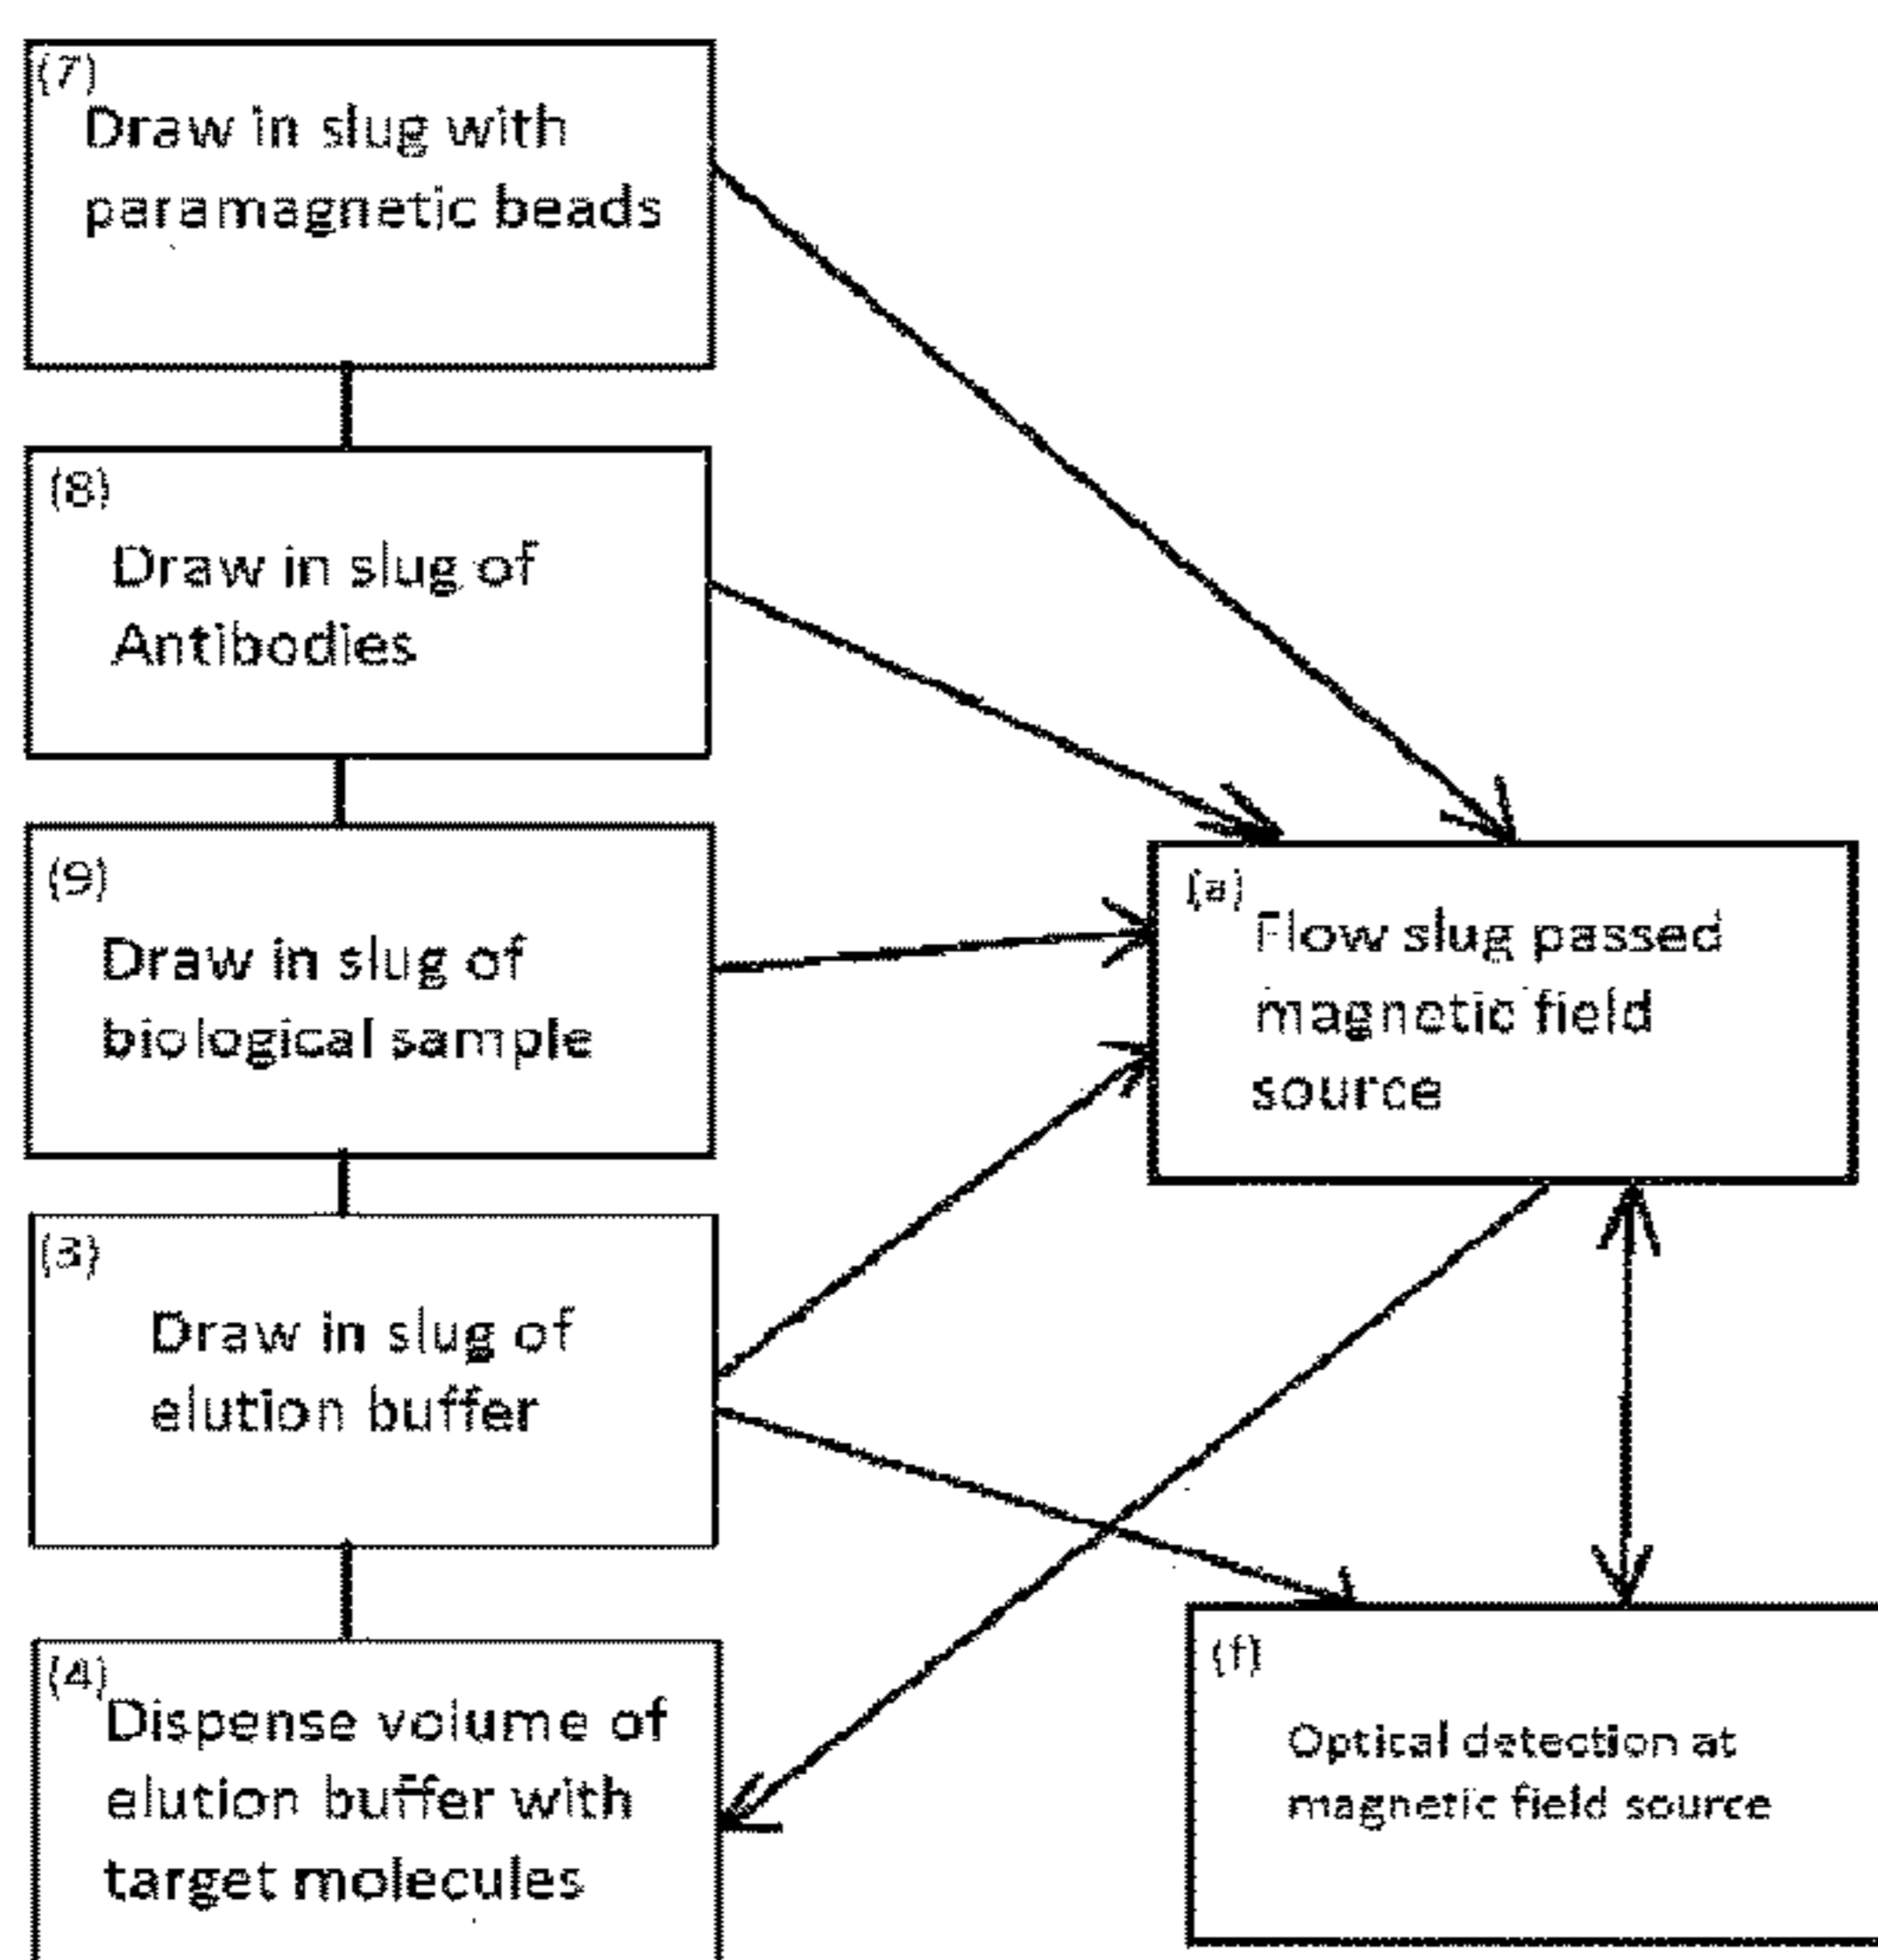 (7)
Draw in slug with
paramagnetic beads
(8)
Draw in slug of
Antibodies
(9)
Draw in slug of
biological sample
(3)
Draw in slug of
elution buffer
(4)
Dispense volume of
elution buffer with
target molecules
(a)
Flow slug passed
magnetic field
source
(f)
Optical detection at
magnetic field source